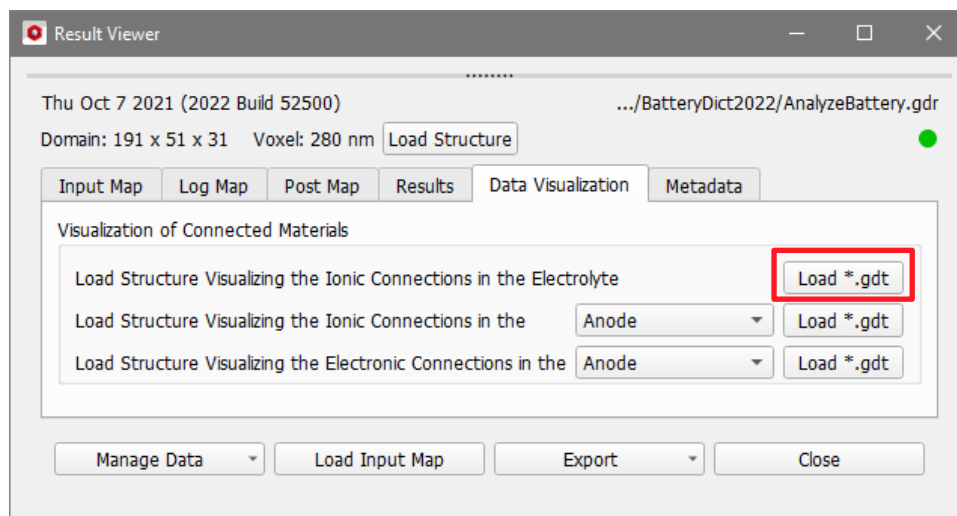 Result Viewer
Thu Oct 7 2021 (2022 Build 52500) .../BatteryDict2022/AnalyzeBattery.gdr
Domain: 191 x 51 x 31 Voxel: 280 nm Load Structure
Input Map Log Map Post Map Results Data Visualization Metadata
Visualization of Connected Materials
Load Structure Visualizing the Ionic Connections in the Electrolyte Load *.gdt
Load Structure Visualizing the Ionic Connections in the Anode Load *.gdt
Load Structure Visualizing the Electronic Connections in the Anode Load *.gdt
Manage Data Load Input Map Export Close